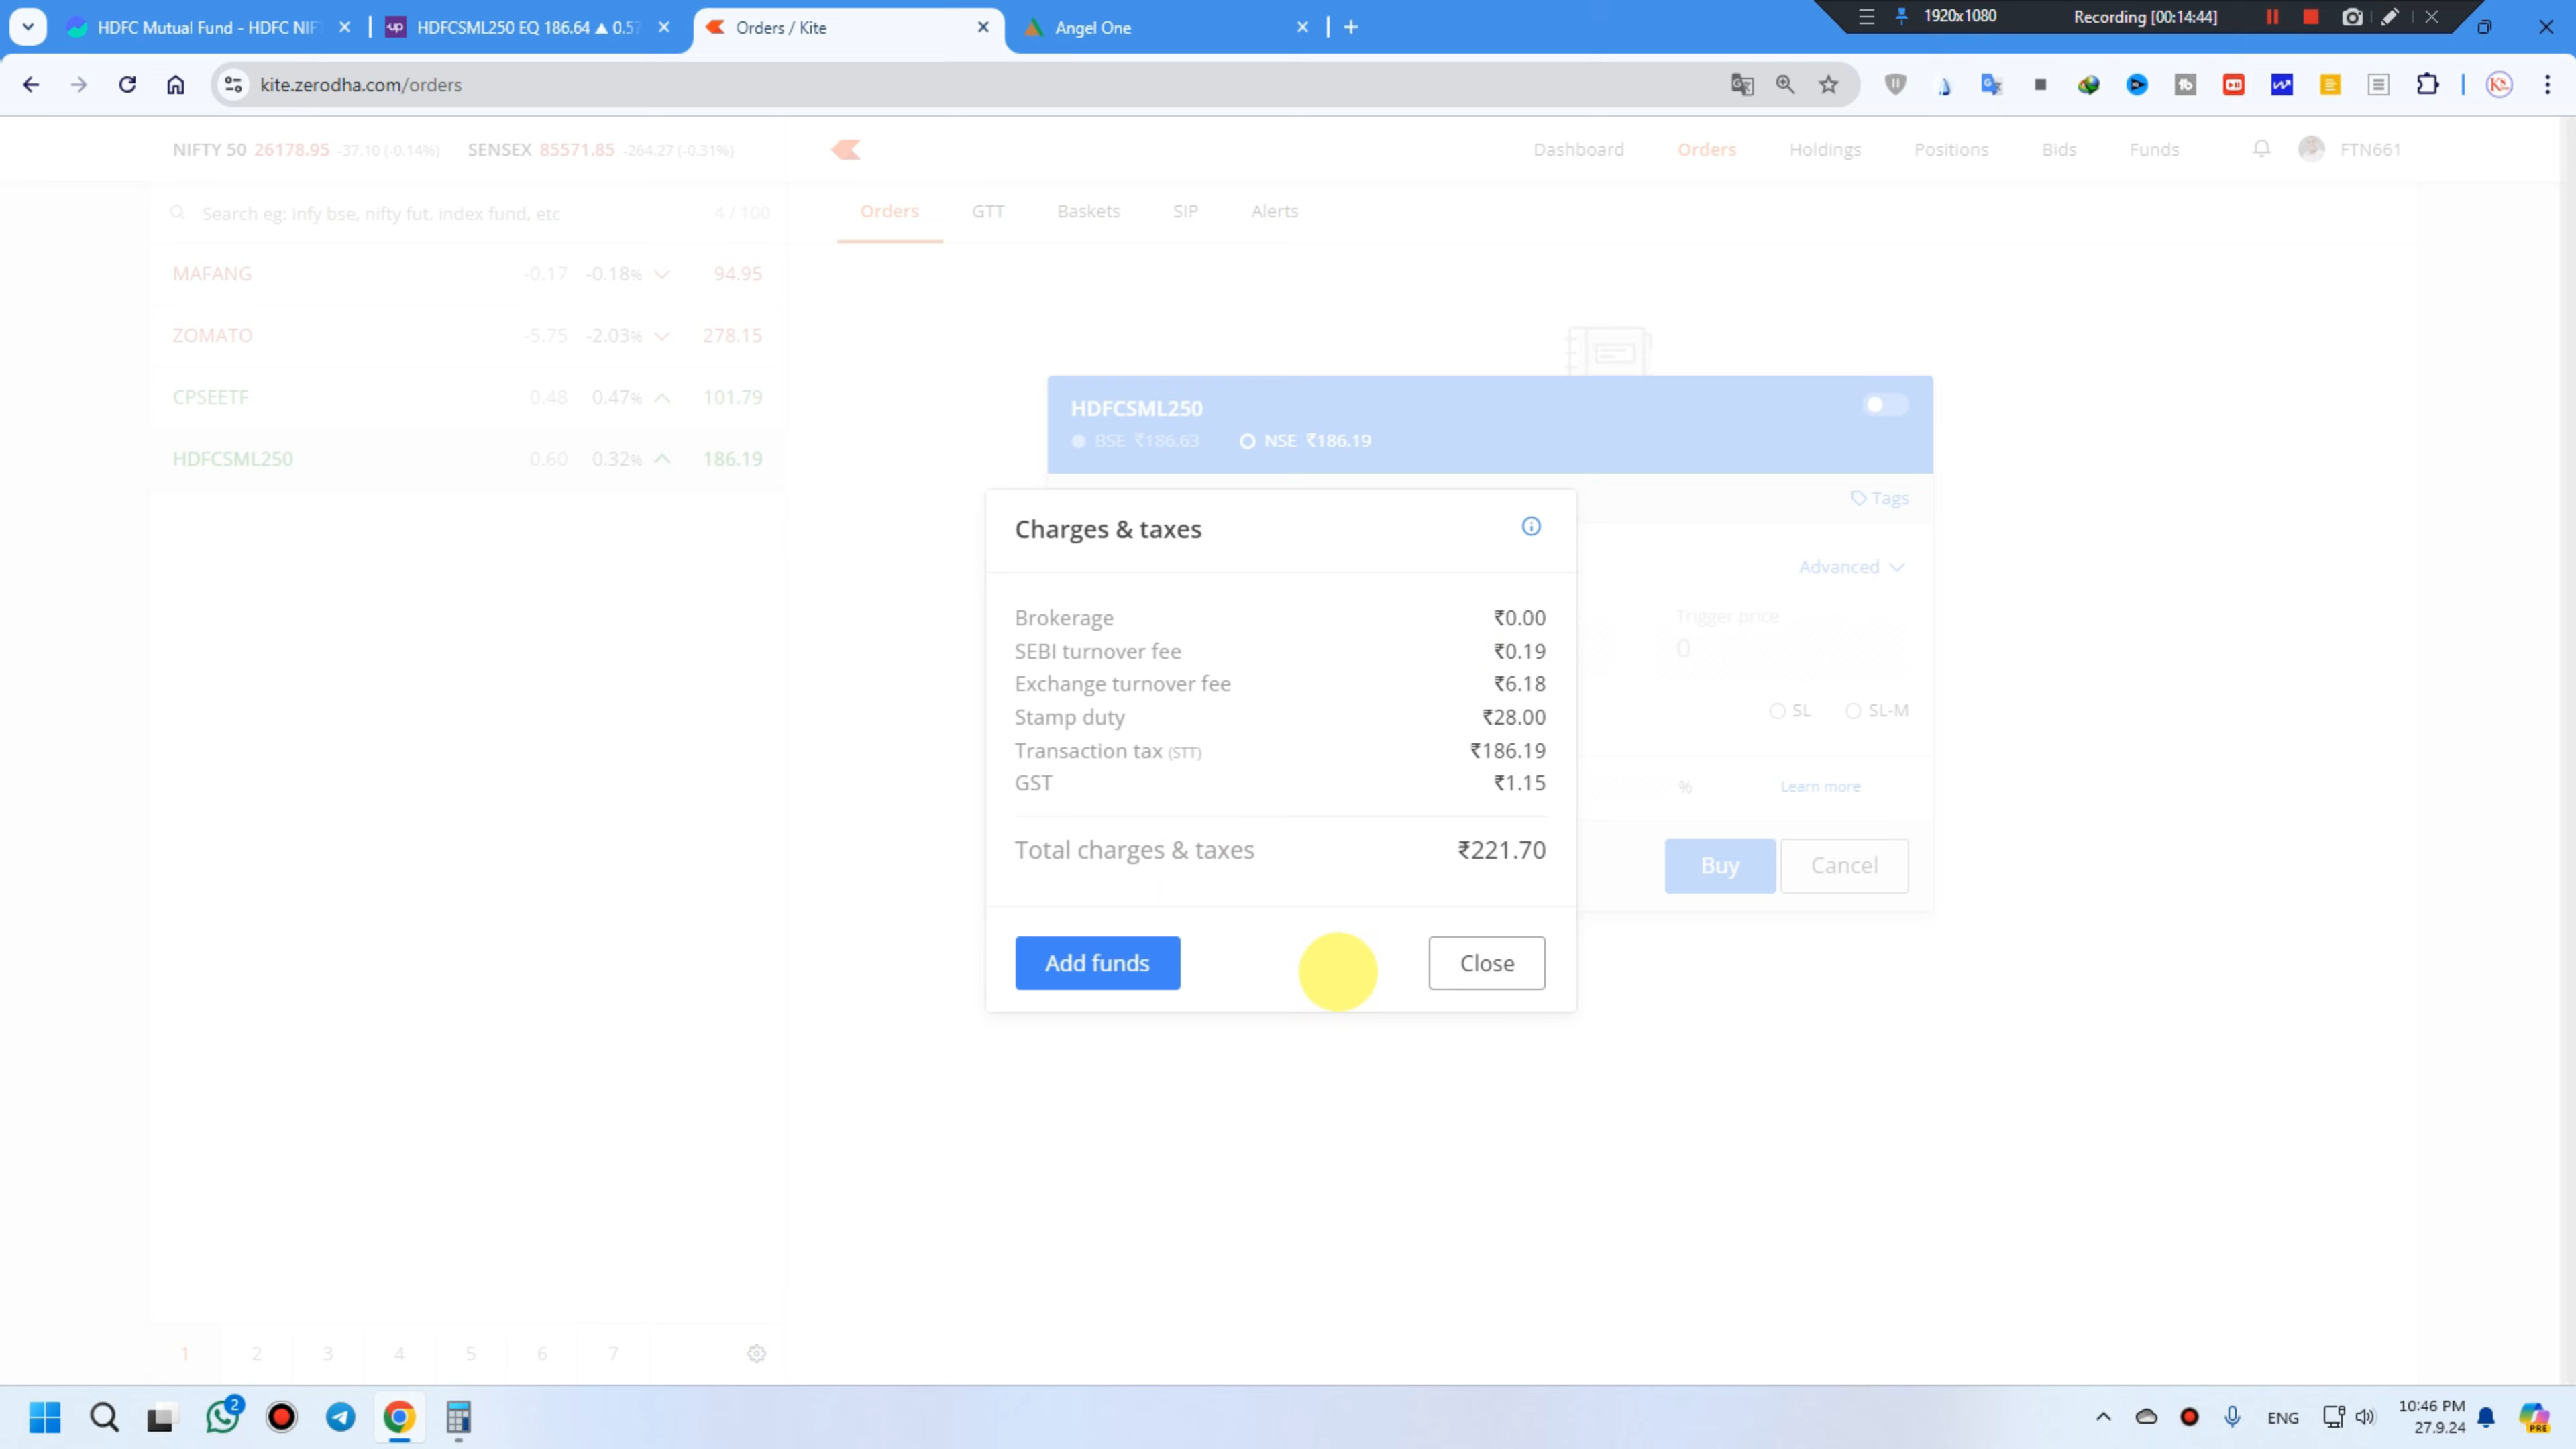 HDFC Mutual Fund - HDFC NIF
HDFCSML250 EQ 186.64 ▲ 0.57
Orders / Kite
Angel One
1920x1080
Recording [00:14:44]
kite.zerodha.com/orders
NIFTY 50 26178.95 -37.10 (-0.14%) SENSEX 85571.85 -264.27 (-0.31%)
Dashboard Orders Holdings Positions Bids Funds FTN661
Search eg: infy bse, nifty fut, index fund, etc 4 / 100
Orders GTT Baskets SIP Alerts
MAFANG -0.17 -0.18% 94.95
ZOMATO -5.75 -2.03% 278.15
CPSEETF 0.48 0.47% 101.79
HDFCSML250 0.60 0.32% 186.19
HDFCSML250
BSE ₹186.63 NSE ₹186.19
Tags
Advanced
Trigger price
0
SL SL-M
% Learn more
Buy Cancel
Charges & taxes
Brokerage ₹0.00
SEBI turnover fee ₹0.19
Exchange turnover fee ₹6.18
Stamp duty ₹28.00
Transaction tax (STT) ₹186.19
GST ₹1.15
Total charges & taxes ₹221.70
Add funds Close
1 2 3 4 5 6 7
2
ENG
10:46 PM
27.9.24
PRE